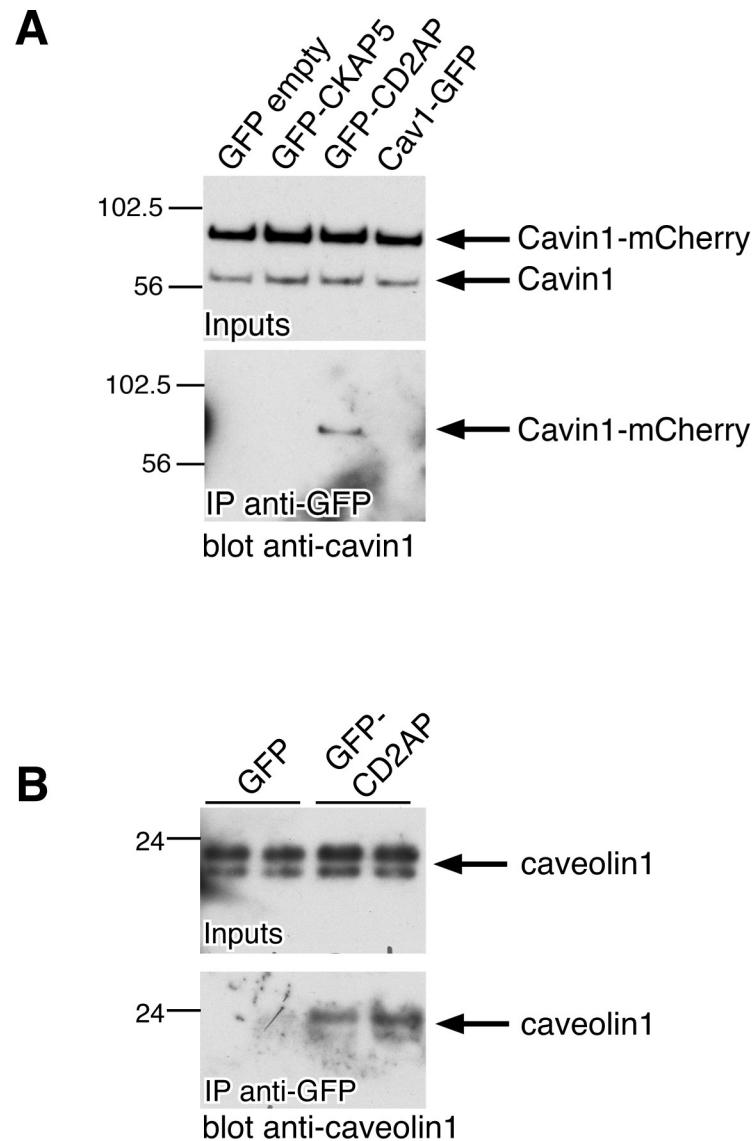 A
GFP empty
GFP-CKAP5
GFP-CD2AP
Cav1-GFP
102.5
Cavin1-mCherry
56
Cavin1
Inputs
102.5
Cavin1-mCherry
56
IP anti-GFP
blot anti-cavin1
B
GFP
GFP-
CD2AP
24
caveolin1
Inputs
24
caveolin1
IP anti-GFP
blot anti-caveolin1